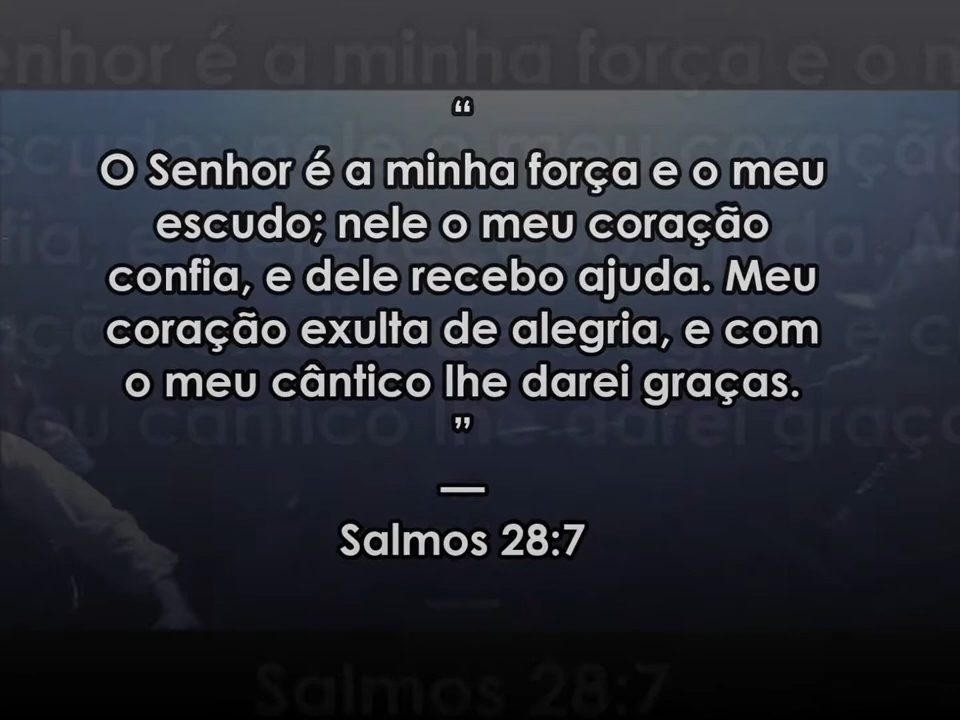 “
O Senhor é a minha força e o meu
escudo; nele o meu coração
confia, e dele recebo ajuda. Meu
coração exulta de alegria, e com
o meu cântico lhe darei graças.
”
—
Salmos 28:7